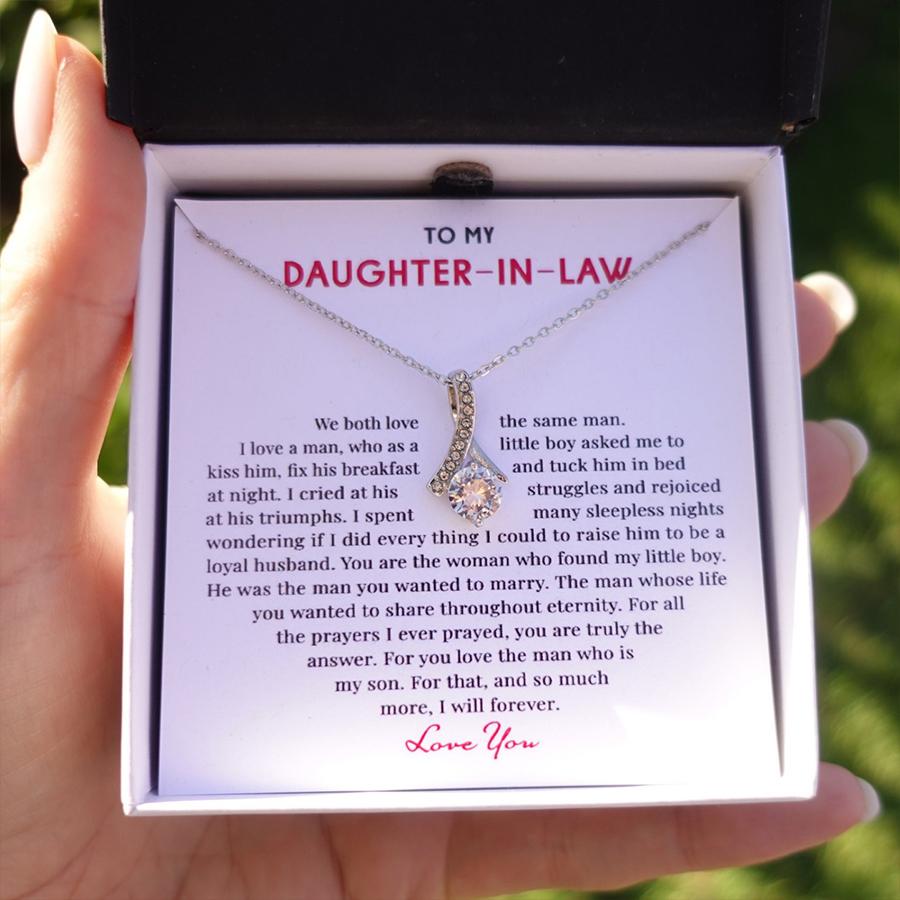 TO MY
DAUGHTER-IN-LAW
We both love the same man.
I love a man, who as a little boy asked me to
kiss him, fix his breakfast and tuck him in bed
at night. I cried at his struggles and rejoiced
at his triumphs. I spent many sleepless nights
wondering if I did every thing I could to raise him to be a
loyal husband. You are the woman who found my little boy.
He was the man you wanted to marry. The man whose life
you wanted to share throughout eternity. For all
the prayers I ever prayed, you are truly the
answer. For you love the man who is
my son. For that, and so much
more, I will forever.
Love You